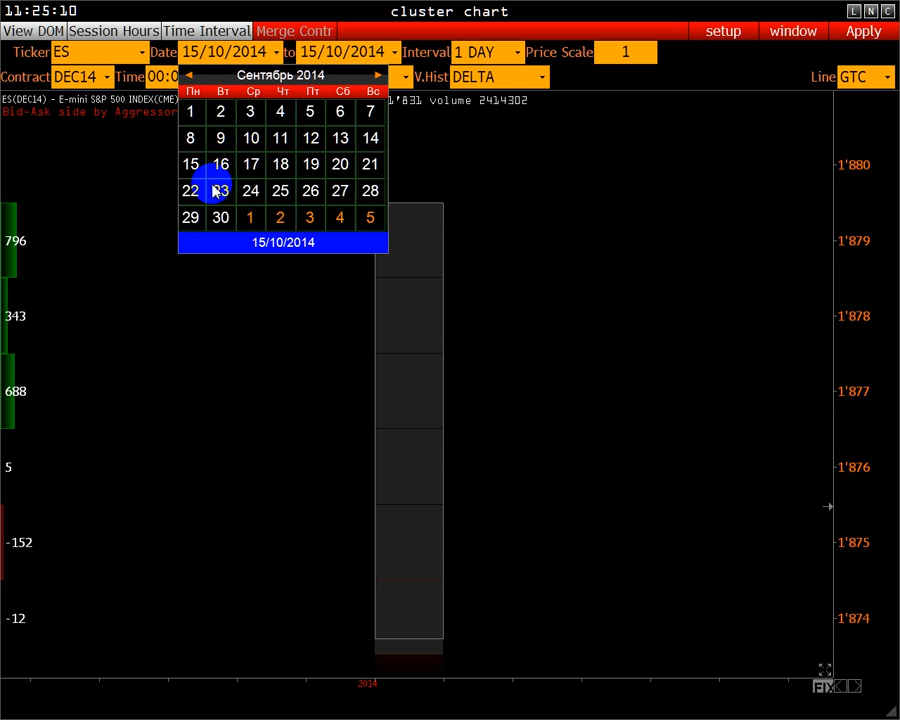 11:25:10 cluster chart L N C
View DOM Session Hours Time Interval Merge Contr setup window Apply
Ticker ES Date 15/10/2014 to 15/10/2014 Interval 1 DAY Price Scale 1
Contract DEC14 Time 00:0 V.Hist DELTA Line GTC
ES(DEC14) - E-mini S&P 500 INDEX(CME) 1'831 volume 2414302
Bid-Ask side by Aggressor
Сентябрь 2014
Пн Вт Ср Чт Пт Сб Вс
1 2 3 4 5 6 7
8 9 10 11 12 13 14
15 16 17 18 19 20 21
22 23 24 25 26 27 28
29 30 1 2 3 4 5
15/10/2014
1'880
796 1'879
343 1'878
688 1'877
5 1'876
-152 1'875
-12 1'874
2014
FIX